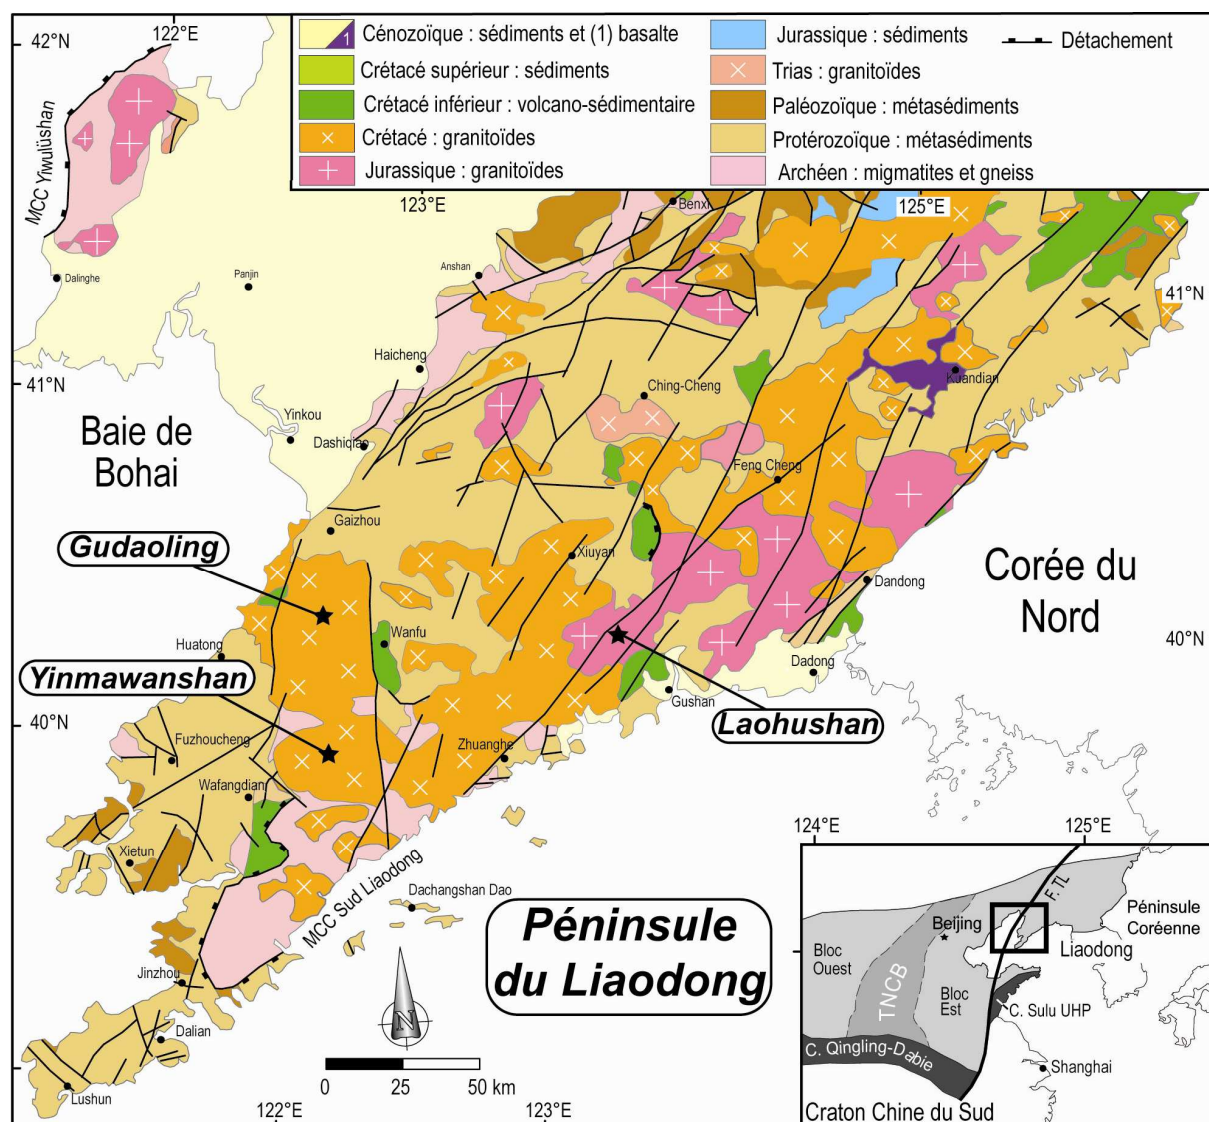 42°N
122°E
1
Cénozoïque : sédiments et (1) basalte
Crétacé supérieur : sédiments
Crétacé inférieur : volcano-sédimentaire
Crétacé : granitoïdes
Jurassique : granitoïdes
Jurassique : sédiments
Trias : granitoïdes
Paléozoïque : métasédiments
Protérozoïque : métasédiments
Archéen : migmatites et gneiss
Détachement
MCC Yiwulüshan
123°E
Benxi
125°E
Dalinghe
Panjin
Anshan
41°N
Haicheng
41°N
Ching-Cheng
Kuandian
Baie de
Bohai
Yinkou
Dashiqiao
Feng Cheng
Gaizhou
Gudaoling
Xiuyan
Corée du
Nord
Dandong
Huatong
Wanfu
40°N
Yinmawanshan
Dadong
Gushan
Laohushan
40°N
Fuzhoucheng
Zhuanghe
Wafangdian
124°E
125°E
Xietun
MCC Sud Liaodong
Dachangshan Dao
Péninsule
du Liaodong
Jinzhou
N
Dalian
0
25
50 km
Lushun
122°E
123°E
F. TL
Beijing
Péninsule
Coréenne
Bloc
Ouest
TNCB
Liaodong
Bloc
Est
C. Sulu UHP
C. Qingling-Dabie
Shanghai
Craton Chine du Sud